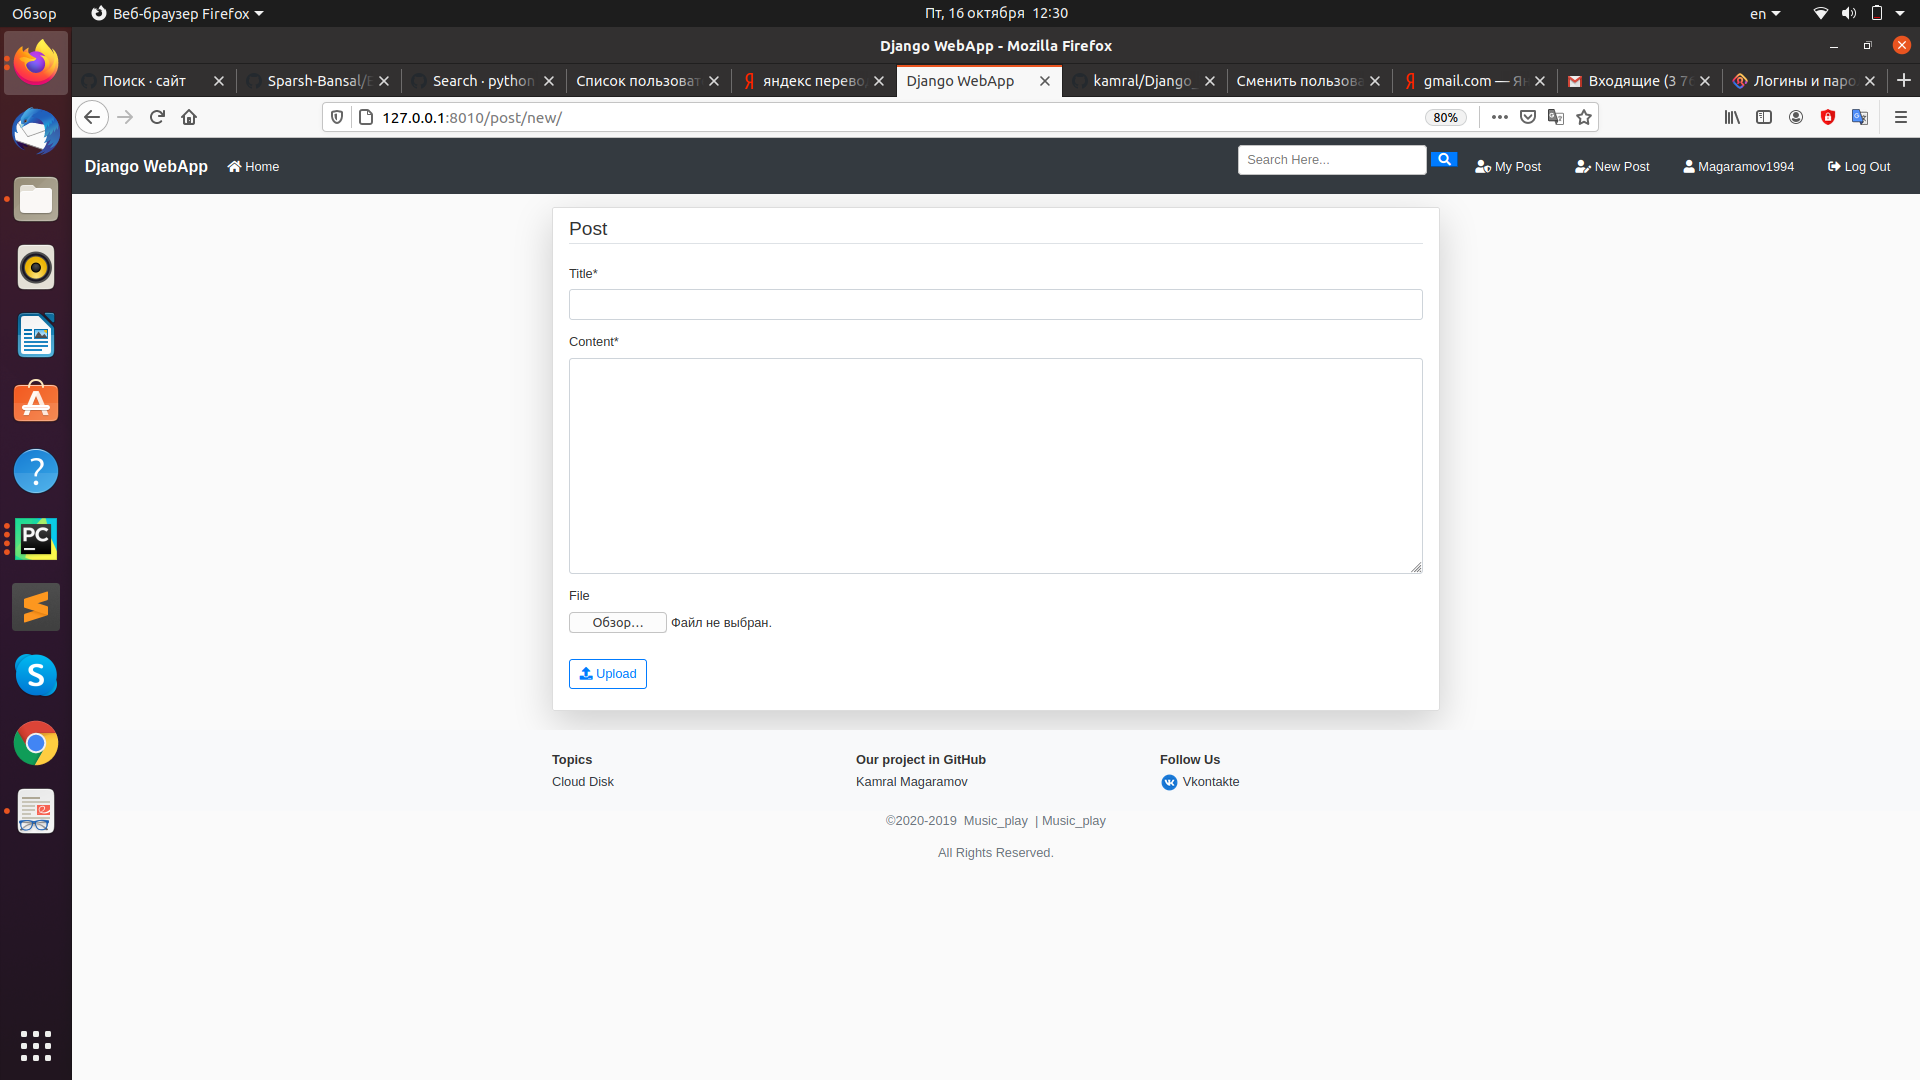 Обзор
Веб-браузер Firefox
Пт, 16 октября 12:30
en
Django WebApp - Mozilla Firefox
Поиск · сайт
Sparsh-Bansal/
Search · python
Список пользоват
яндекс перево
Django WebApp
kamral/Django_
Сменить пользова
gmail.com — Ян
Входящие (3 76
Логины и паро
127.0.0.1:8010/post/new/
80%
Django WebApp
Home
Search Here...
My Post
New Post
Magaramov1994
Log Out
Post
Title*
Content*
File
Обзор...
Файл не выбран.
Upload
Topics
Our project in GitHub
Follow Us
Cloud Disk
Kamral Magaramov
Vkontakte
©2020-2019 Music_play | Music_play
All Rights Reserved.
PC
S